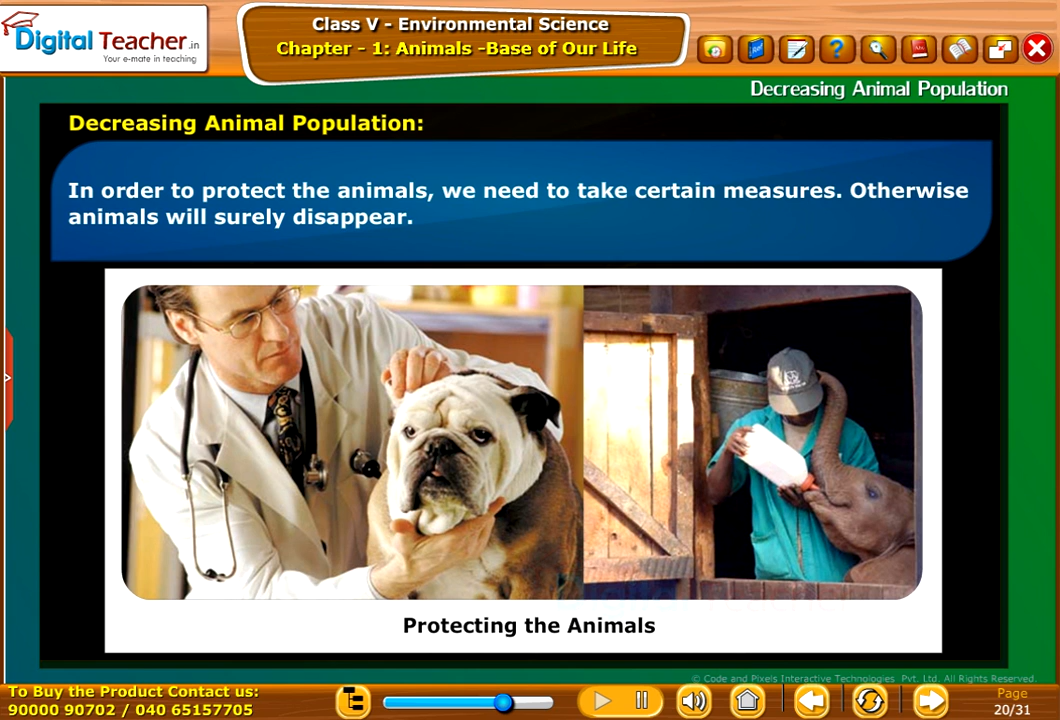 Digital Teacher.in
Your e-mate in teaching
Class V - Environmental Science
Chapter - 1: Animals -Base of Our Life
Decreasing Animal Population
Decreasing Animal Population:
In order to protect the animals, we need to take certain measures. Otherwise
animals will surely disappear.
Protecting the Animals
© Code and Pixels Interactive Technologies Pvt. Ltd. All Rights Reserved.
To Buy the Product Contact us:
90000 90702 / 040 65157705
Page
20/31